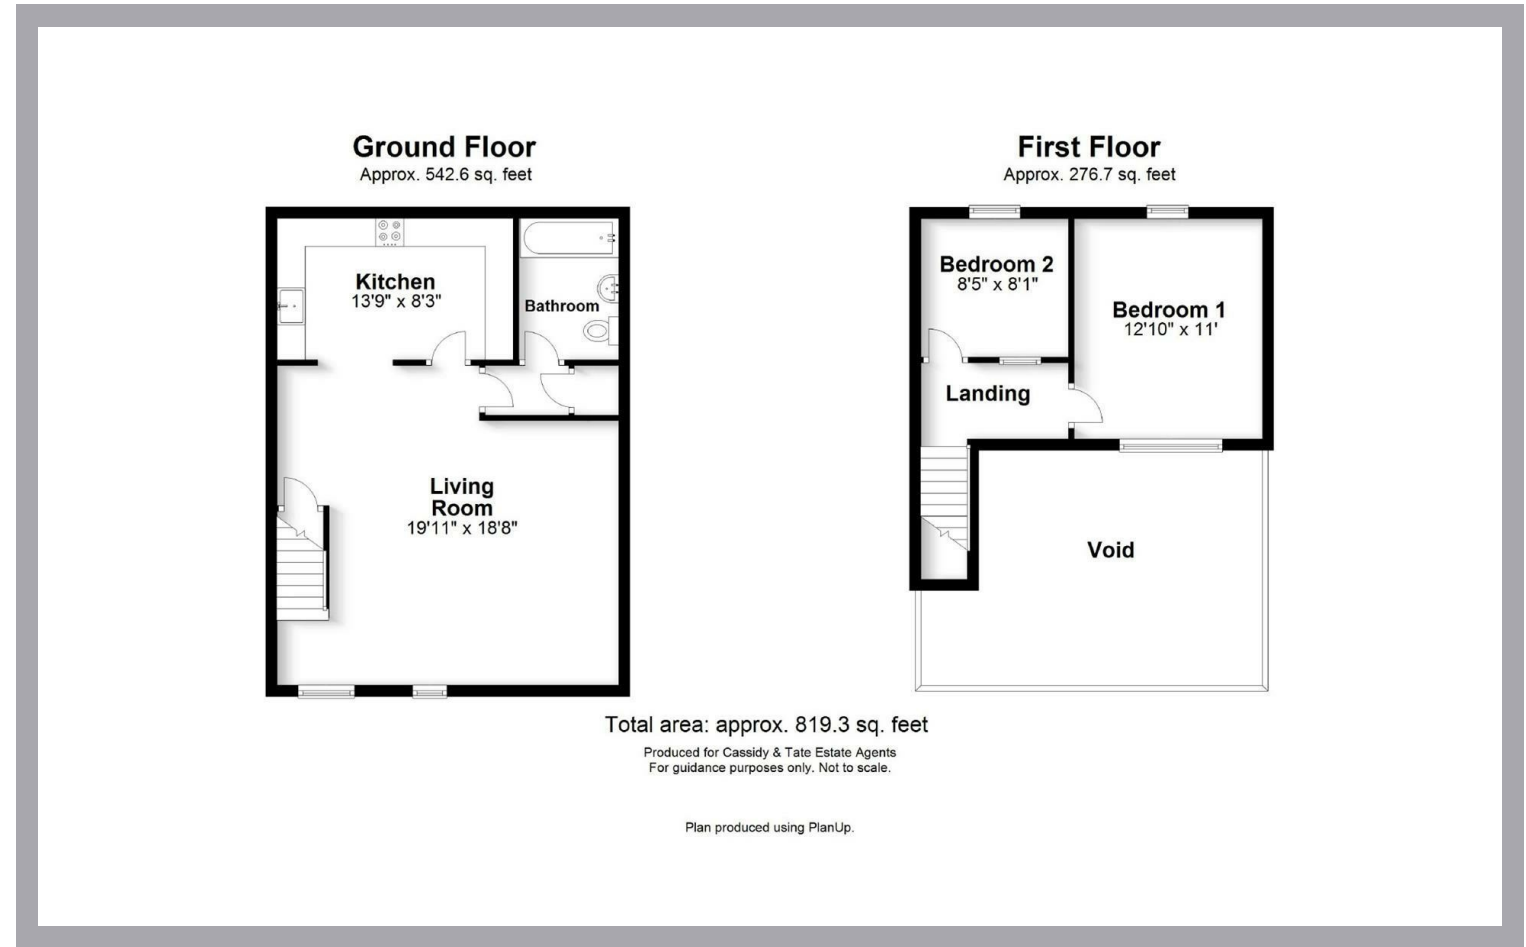 Ground Floor
Approx. 542.6 sq. feet
Kitchen
13'9" x 8'3"
Bathroom
Living
Room
19'11" x 18'8"
First Floor
Approx. 276.7 sq. feet
Bedroom 2
8'5" x 8'1"
Bedroom 1
12'10" x 11'
Landing
Void
Total area: approx. 819.3 sq. feet
Produced for Cassidy & Tate Estate Agents
For guidance purposes only. Not to scale.
Plan produced using PlanUp.